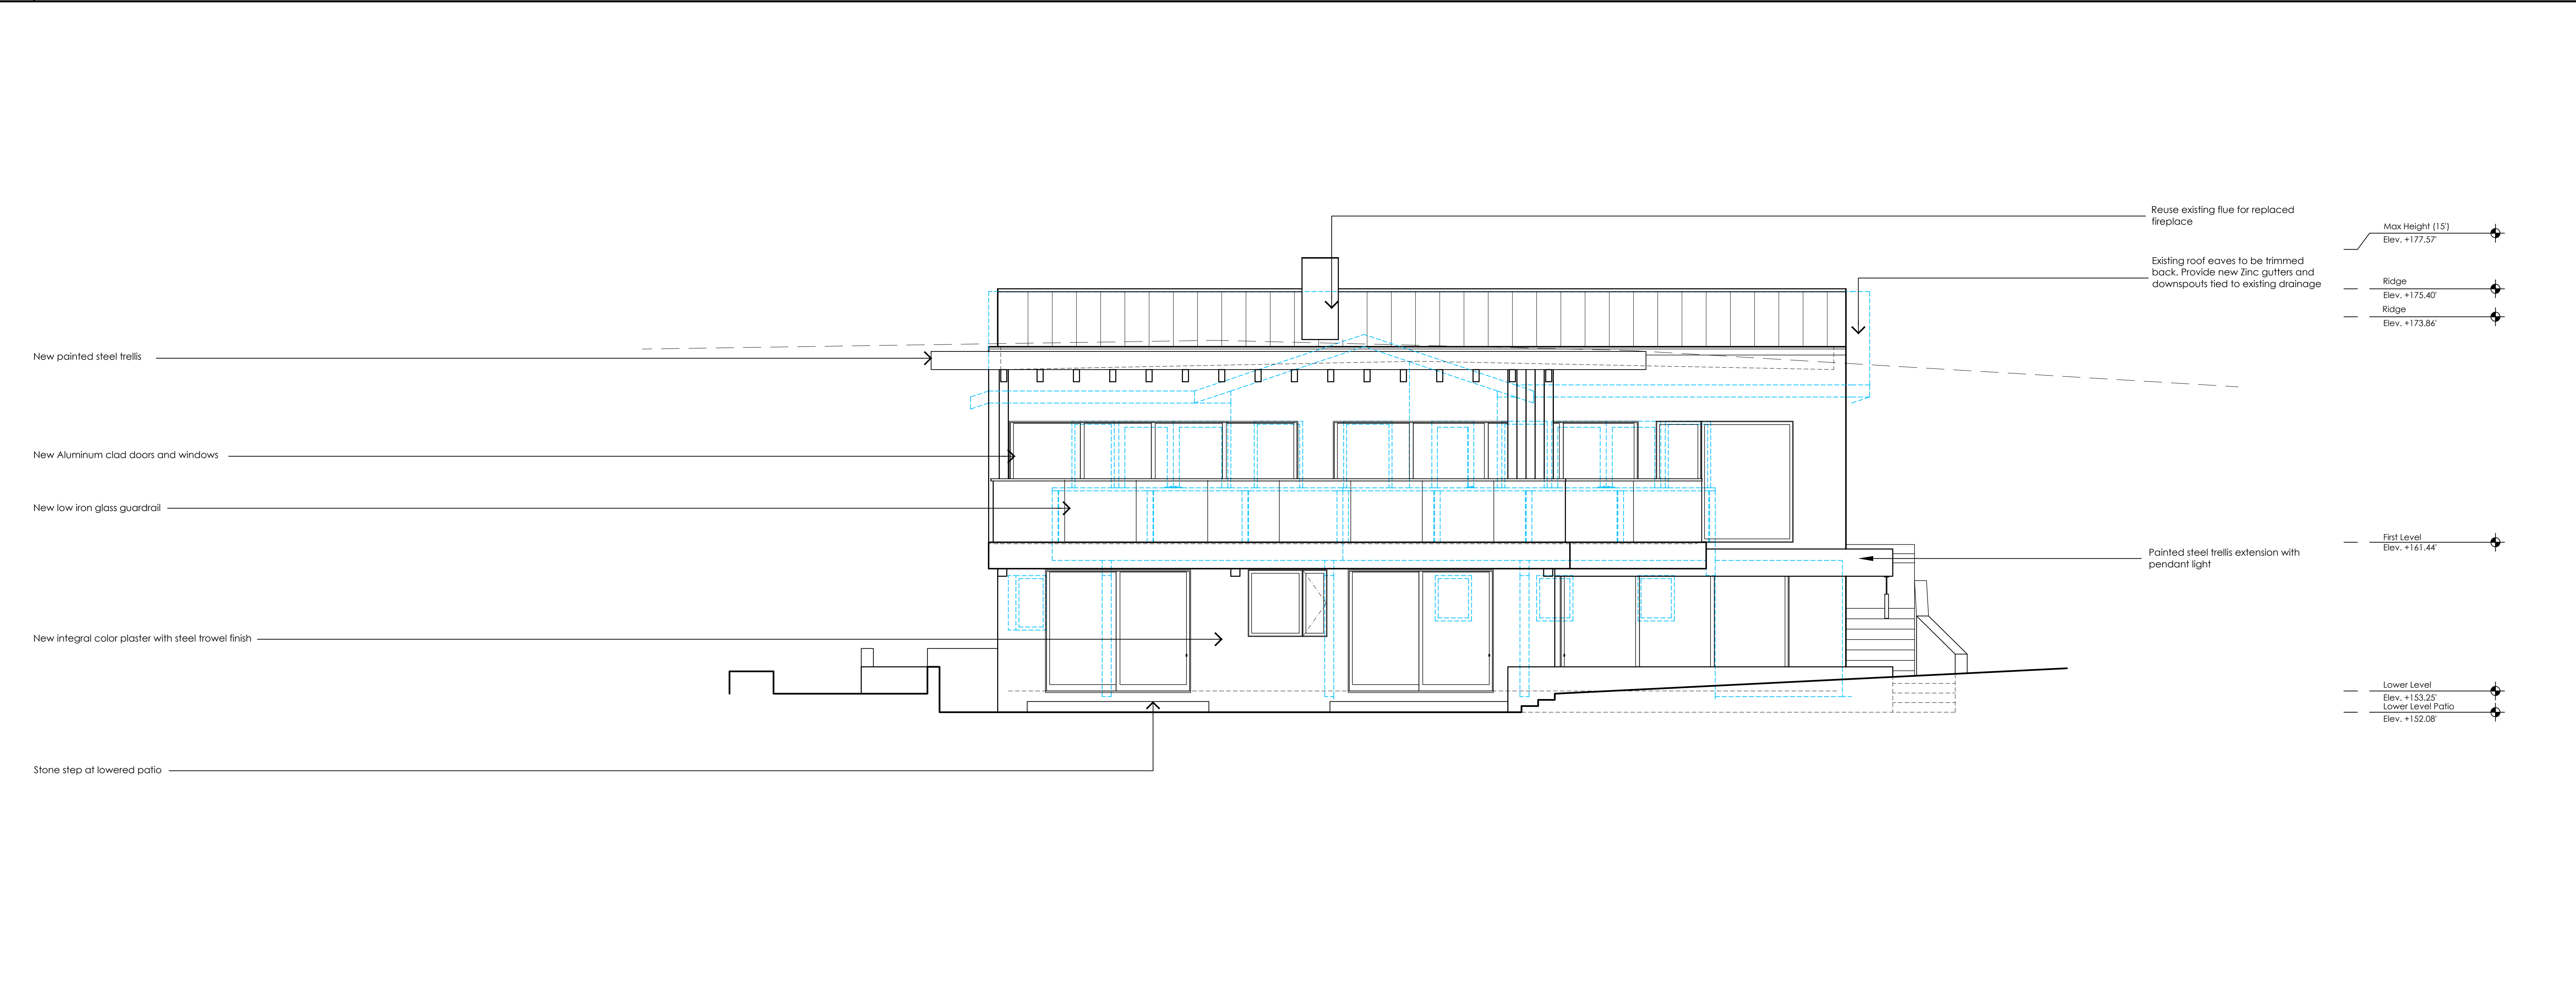 Reuse existing flue for replaced
fireplace
Max Height (15')
Elev. +177.57'
Existing roof eaves to be trimmed
back. Provide new Zinc gutters and
downspouts tied to existing drainage
Ridge
Elev. +175.40'
Ridge
Elev. +173.86'
New painted steel trellis
New Aluminum clad doors and windows
New low iron glass guardrail
First Level
Elev. +161.44'
Painted steel trellis extension with
pendant light
New integral color plaster with steel trowel finish
Lower Level
Elev. +153.25'
Lower Level Patio
Elev. +152.08'
Stone step at lowered patio